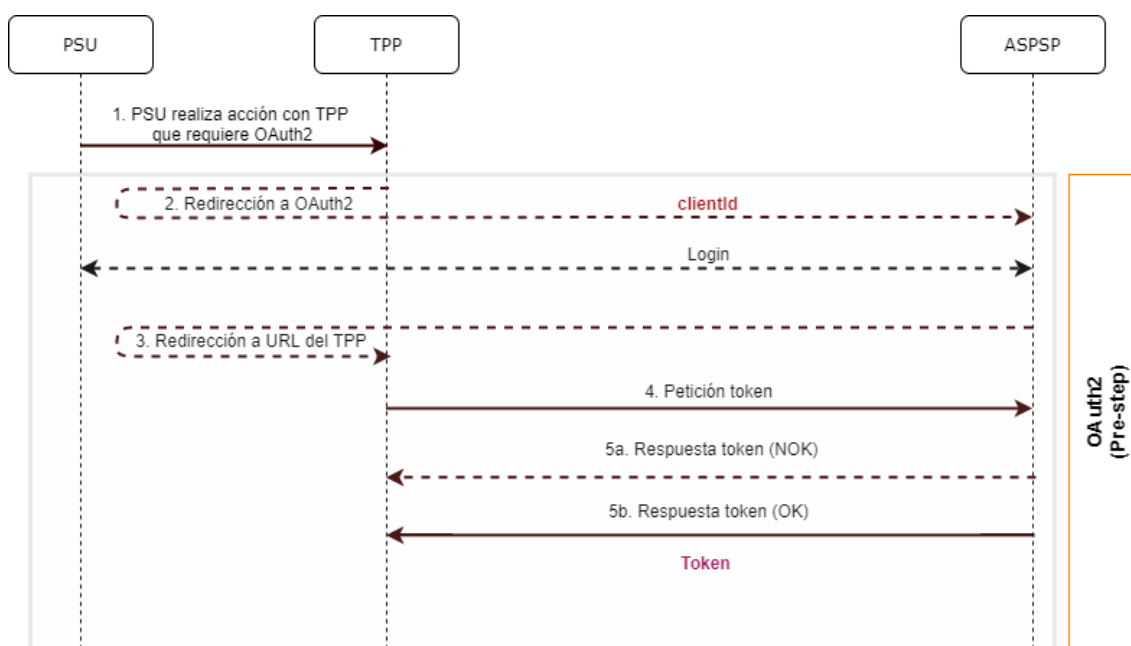 PSU
TPP
ASPSP
1. PSU realiza acción con TPP
que requiere OAuth2
2. Redirección a OAuth2
clientId
Login
3. Redirección a URL del TPP
4. Petición token
5a. Respuesta token (NOK)
5b. Respuesta token (OK)
Token
OAuth2
(Pre-step)